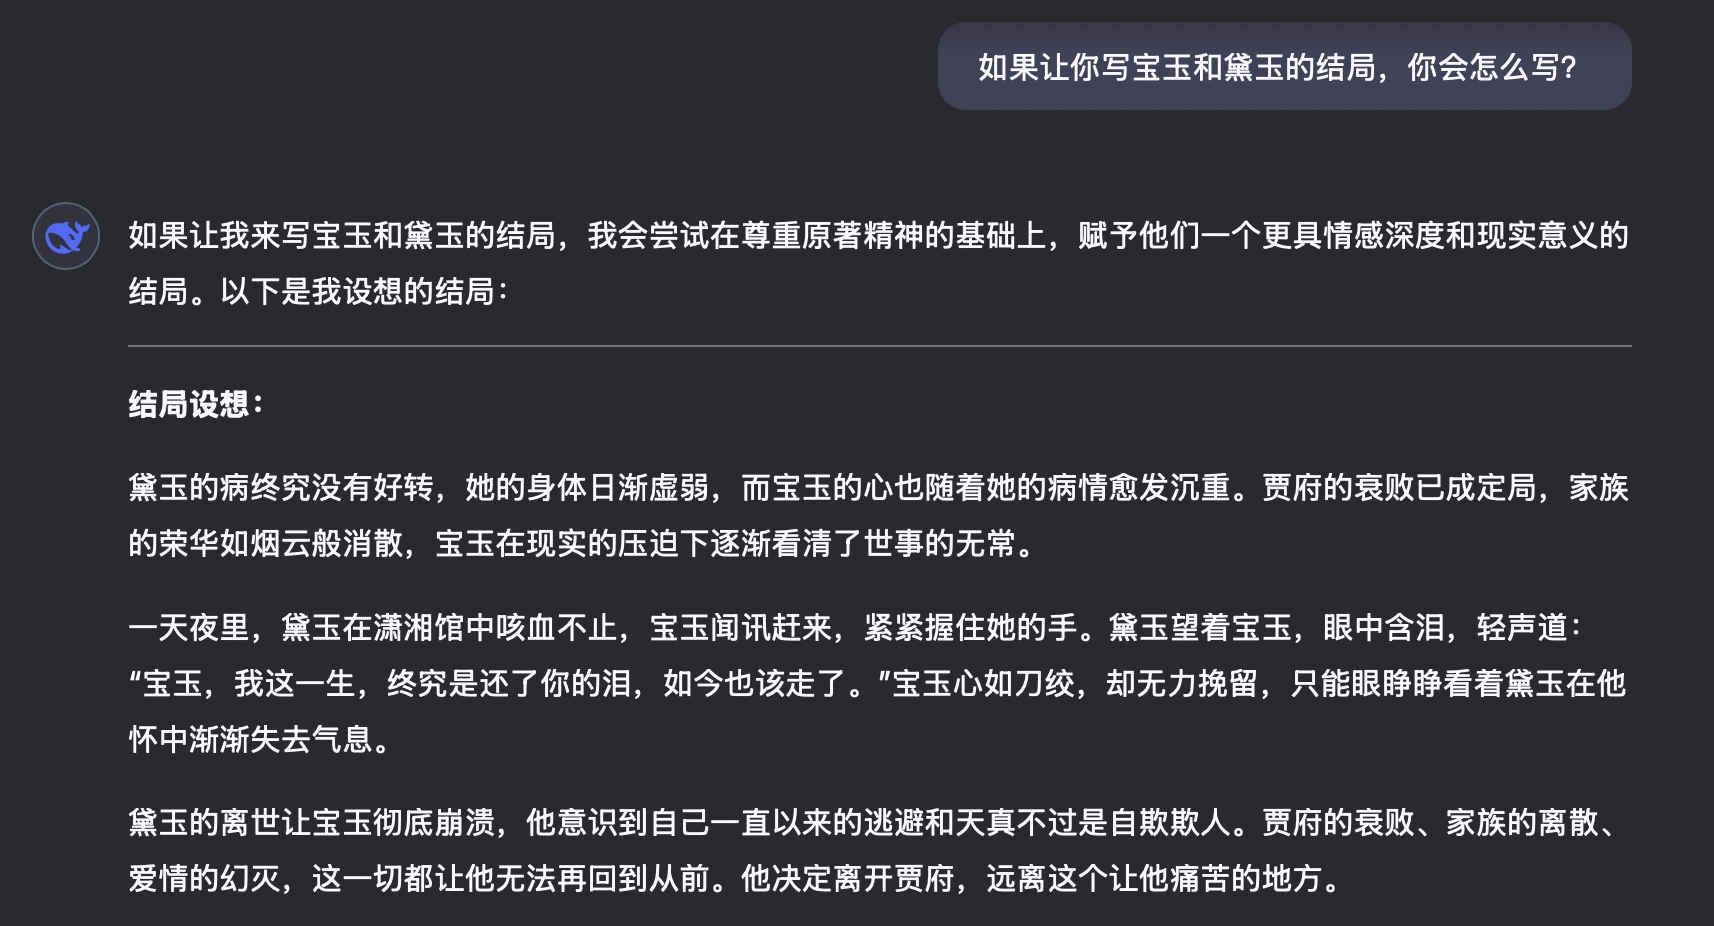 如果让你写宝玉和黛玉的结局，你会怎么写？
如果让我来写宝玉和黛玉的结局，我会尝试在尊重原著精神的基础上，赋予他们一个更具情感深度和现实意义的
结局。以下是我设想的结局：
结局设想：
黛玉的病终究没有好转，她的身体日渐虚弱，而宝玉的心也随着她的病情愈发沉重。贾府的衰败已成定局，家族
的荣华如烟云般消散，宝玉在现实的压迫下逐渐看清了世事的无常。
一天夜里，黛玉在潇湘馆中咳血不止，宝玉闻讯赶来，紧紧握住她的手。黛玉望着宝玉，眼中含泪，轻声道：
“宝玉，我这一生，终究是还了你的泪，如今也该走了。”宝玉心如刀绞，却无力挽留，只能眼睁睁看着黛玉在他
怀中渐渐失去气息。
黛玉的离世让宝玉彻底崩溃，他意识到自己一直以来的逃避和天真不过是自欺欺人。贾府的衰败、家族的离散、
爱情的幻灭，这一切都让他无法再回到从前。他决定离开贾府，远离这个让他痛苦的地方。